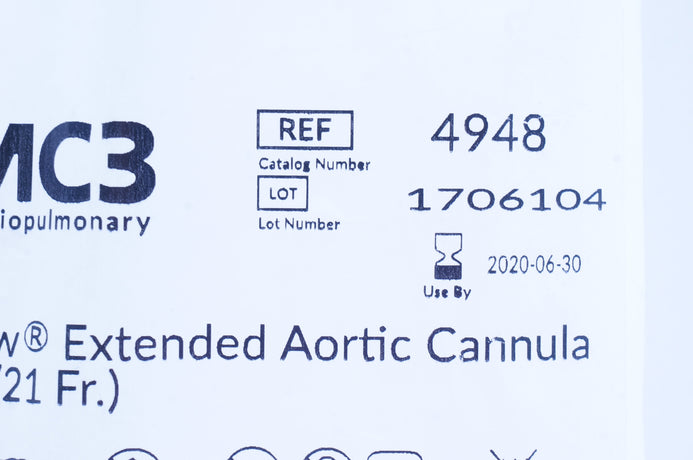 MC3
iopulmonary
REF 4948
Catalog Number
LOT 1706104
Lot Number
2020-06-30
Use By
w® Extended Aortic Cannula
/21 Fr.)